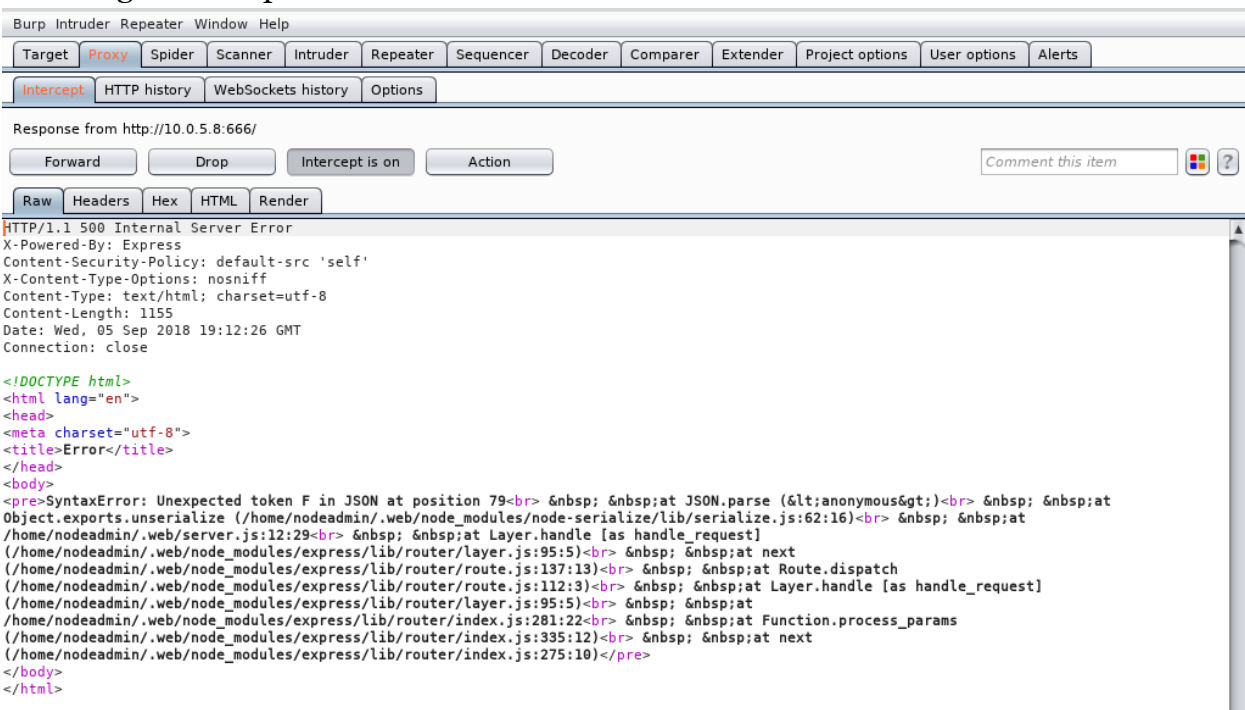 Burp Intruder Repeater Window Help
Target Proxy Spider Scanner Intruder Repeater Sequencer Decoder Comparer Extender Project options User options Alerts
Intercept HTTP history WebSockets history Options
Response from http://10.0.5.8:666/
Forward Drop Intercept is on Action Comment this item ?
Raw Headers Hex HTML Render
HTTP/1.1 500 Internal Server Error
X-Powered-By: Express
Content-Security-Policy: default-src 'self'
X-Content-Type-Options: nosniff
Content-Type: text/html; charset=utf-8
Content-Length: 1155
Date: Wed, 05 Sep 2018 19:12:26 GMT
Connection: close
<!DOCTYPE html>
<html lang="en">
<head>
<meta charset="utf-8">
<title>Error</title>
</head>
<body>
<pre>SyntaxError: Unexpected token F in JSON at position 79<br> &nbsp; &nbsp;at JSON.parse (&lt;anonymous&gt;)<br> &nbsp; &nbsp;at
Object.exports.unserialize (/home/nodeadmin/.web/node_modules/node-serialize/lib/serialize.js:62:16)<br> &nbsp; &nbsp;at
/home/nodeadmin/.web/server.js:12:29<br> &nbsp; &nbsp;at Layer.handle [as handle_request]
(/home/nodeadmin/.web/node_modules/express/lib/router/layer.js:95:5)<br> &nbsp; &nbsp;at next
(/home/nodeadmin/.web/node_modules/express/lib/router/route.js:137:13)<br> &nbsp; &nbsp;at Route.dispatch
(/home/nodeadmin/.web/node_modules/express/lib/router/route.js:112:3)<br> &nbsp; &nbsp;at Layer.handle [as handle_request]
(/home/nodeadmin/.web/node_modules/express/lib/router/layer.js:95:5)<br> &nbsp; &nbsp;at
/home/nodeadmin/.web/node_modules/express/lib/router/index.js:281:22<br> &nbsp; &nbsp;at Function.process_params
(/home/nodeadmin/.web/node_modules/express/lib/router/index.js:335:12)<br> &nbsp; &nbsp;at next
(/home/nodeadmin/.web/node_modules/express/lib/router/index.js:275:10)</pre>
</body>
</html>